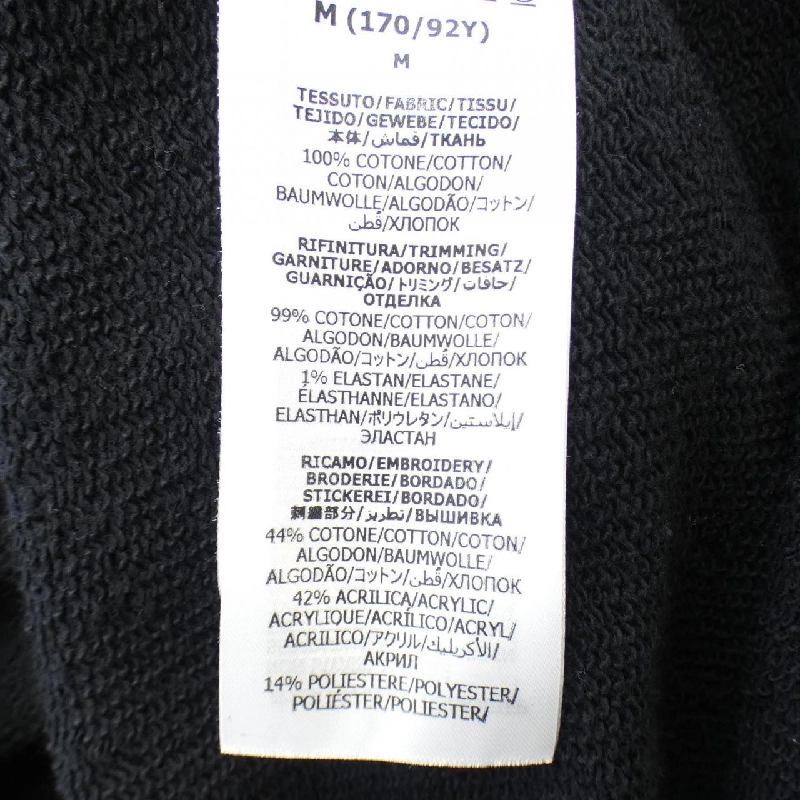 M (170/92Y)
M
TESSUTO/FABRIC/TISSU/
TEJIDO/GEWEBE/TECIDO/
本体/قماش/ТКАНЬ
100% COTONE/COTTON/
COTON/ALGODON/
BAUMWOLLE/ALGODÃO/コットン/
قُطن/ХЛОПОК
RIFINITURA/TRIMMING/
GARNITURE/ADORNO/BESATZ/
GUARNIÇÃO/トリミング/حافات/
ОТДЕЛКА
99% COTONE/COTTON/COTON/
ALGODON/BAUMWOLLE/
ALGODÃO/コットン/قُطن/ХЛОПОК
1% ELASTAN/ELASTANE/
ÉLASTHANNE/ELASTANO/
ELASTHAN/ポリウレタン/إيلاستين/
ЭЛАСТАН
RICAMO/EMBROIDERY/
BRODERIE/BORDADO/
STICKEREI/BORDADO/
刺繍部分/تطريز/ВЫШИВКА
44% COTONE/COTTON/COTON/
ALGODON/BAUMWOLLE/
ALGODÃO/コットン/قُطن/ХЛОПОК
42% ACRILICA/ACRYLIC/
ACRYLIQUE/ACRÍLICO/ACRYL/
ACRILICO/アクリル/الأكريليك/
АКРИЛ
14% POLIESTERE/POLYESTER/
POLIÉSTER/POLIESTER/